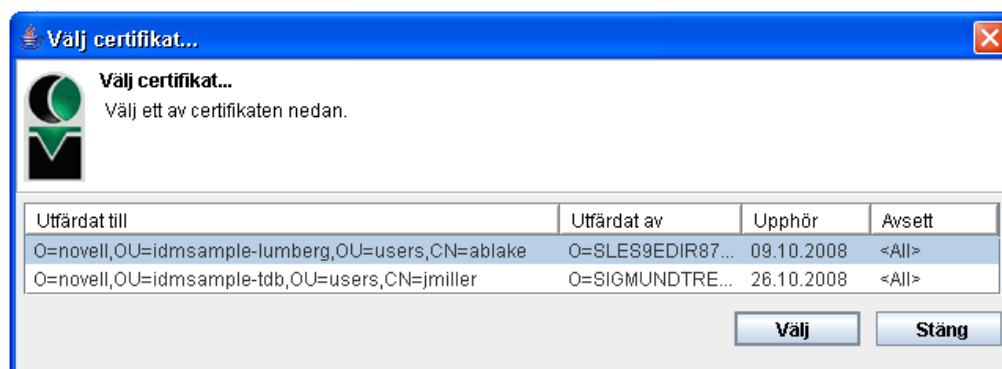 Välj certifikat...
Välj certifikat...
Välj ett av certifikaten nedan.
Utfärdat till Utfärdat av Upphör Avsett
O=novell,OU=idmsample-lumberg,OU=users,CN=ablake O=SLES9EDIR87... 09.10.2008 <All>
O=novell,OU=idmsample-tdb,OU=users,CN=jmiller O=SIGMUNDTRE... 26.10.2008 <All>
Välj Stäng